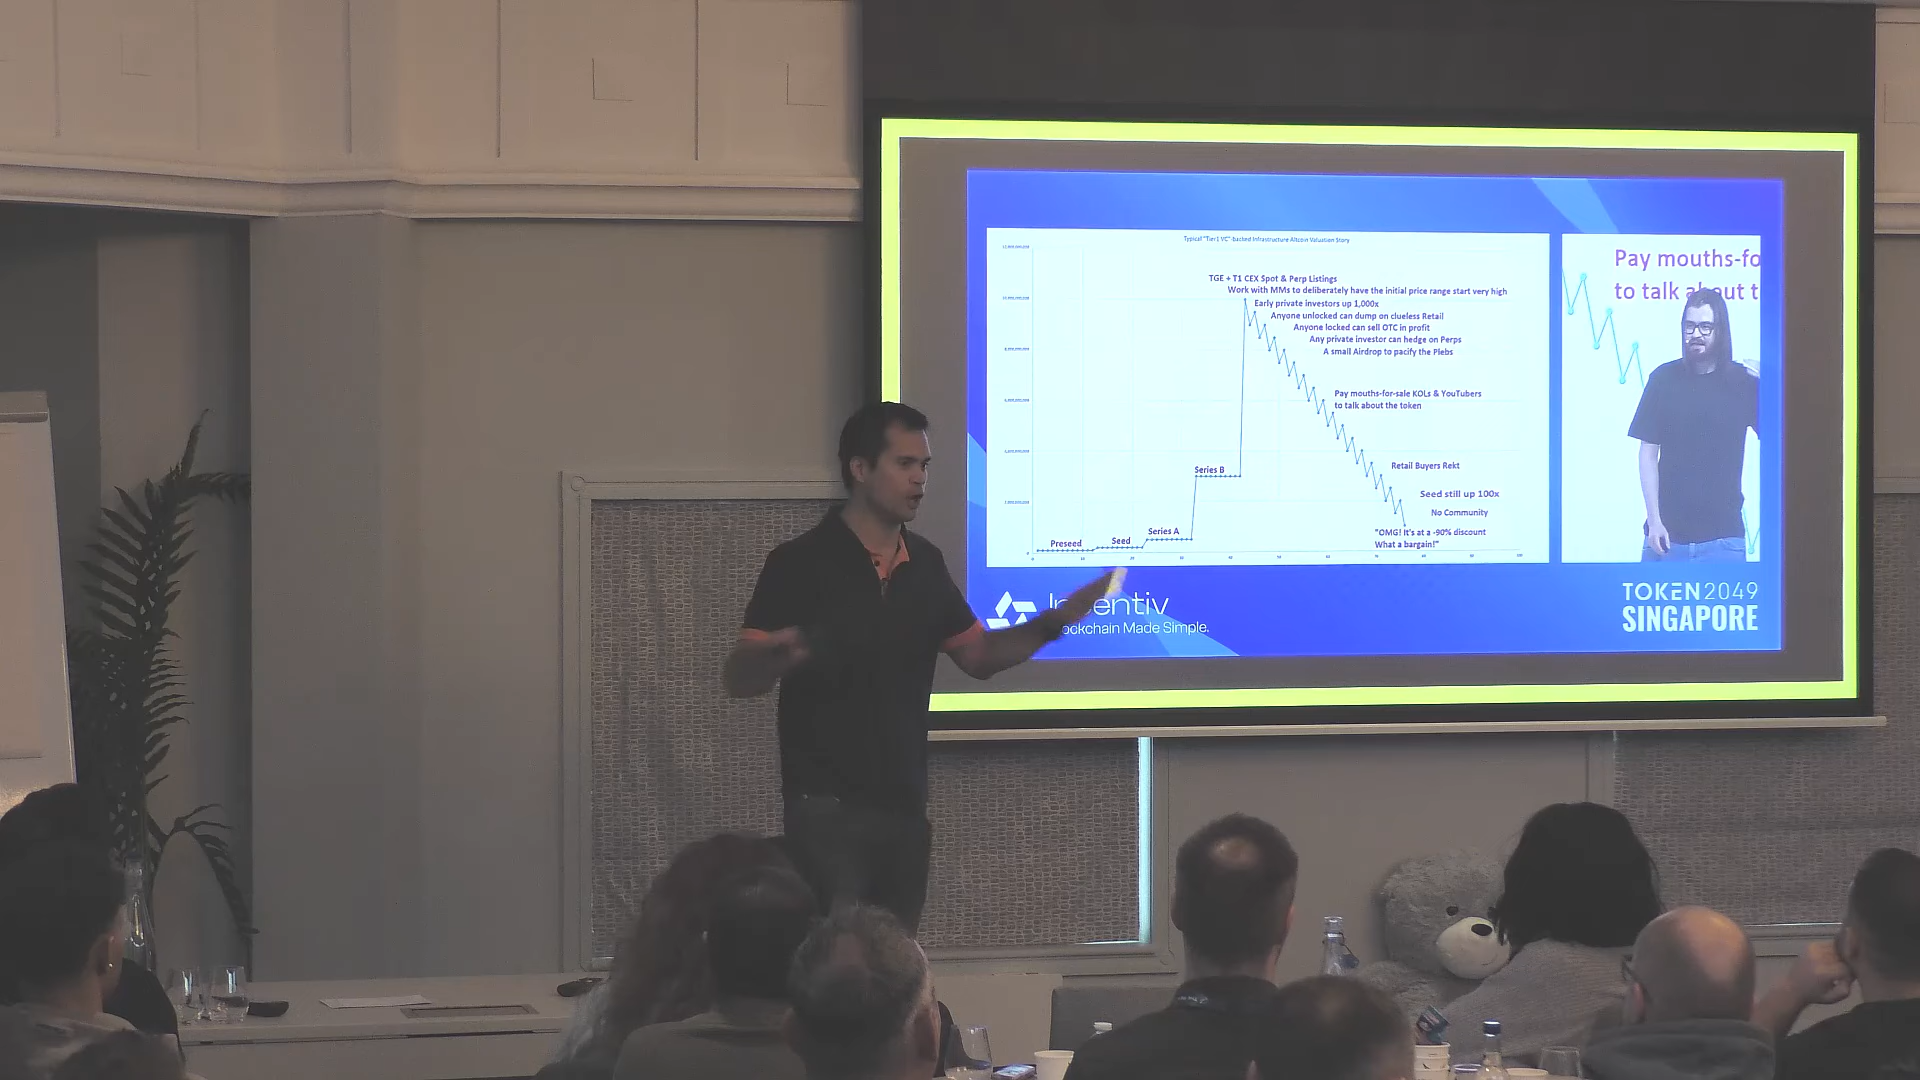 Typical "Tier1 VC"-backed Infrastructure Altcoin Valuation Story
TGE + T1 CEX Spot & Perp Listings
Work with MMs to deliberately have the initial price range start very high
Early private investors up 1,000x
Anyone unlocked can dump on clueless Retail
Anyone locked can sell OTC in profit
Any private investor can hedge on Perps
A small Airdrop to pacify the Plebs
Pay mouths-for-sale KOLs & YouTubers
to talk about the token
Retail Buyers Rekt
Seed still up 100x
No Community
"OMG! It's at a -90% discount
What a bargain!"
Series B
Series A
Seed
Preseed
Pay mouths-fo
to talk about t
Incentiv
ockchain Made Simple.
TOKEN2049
SINGAPORE